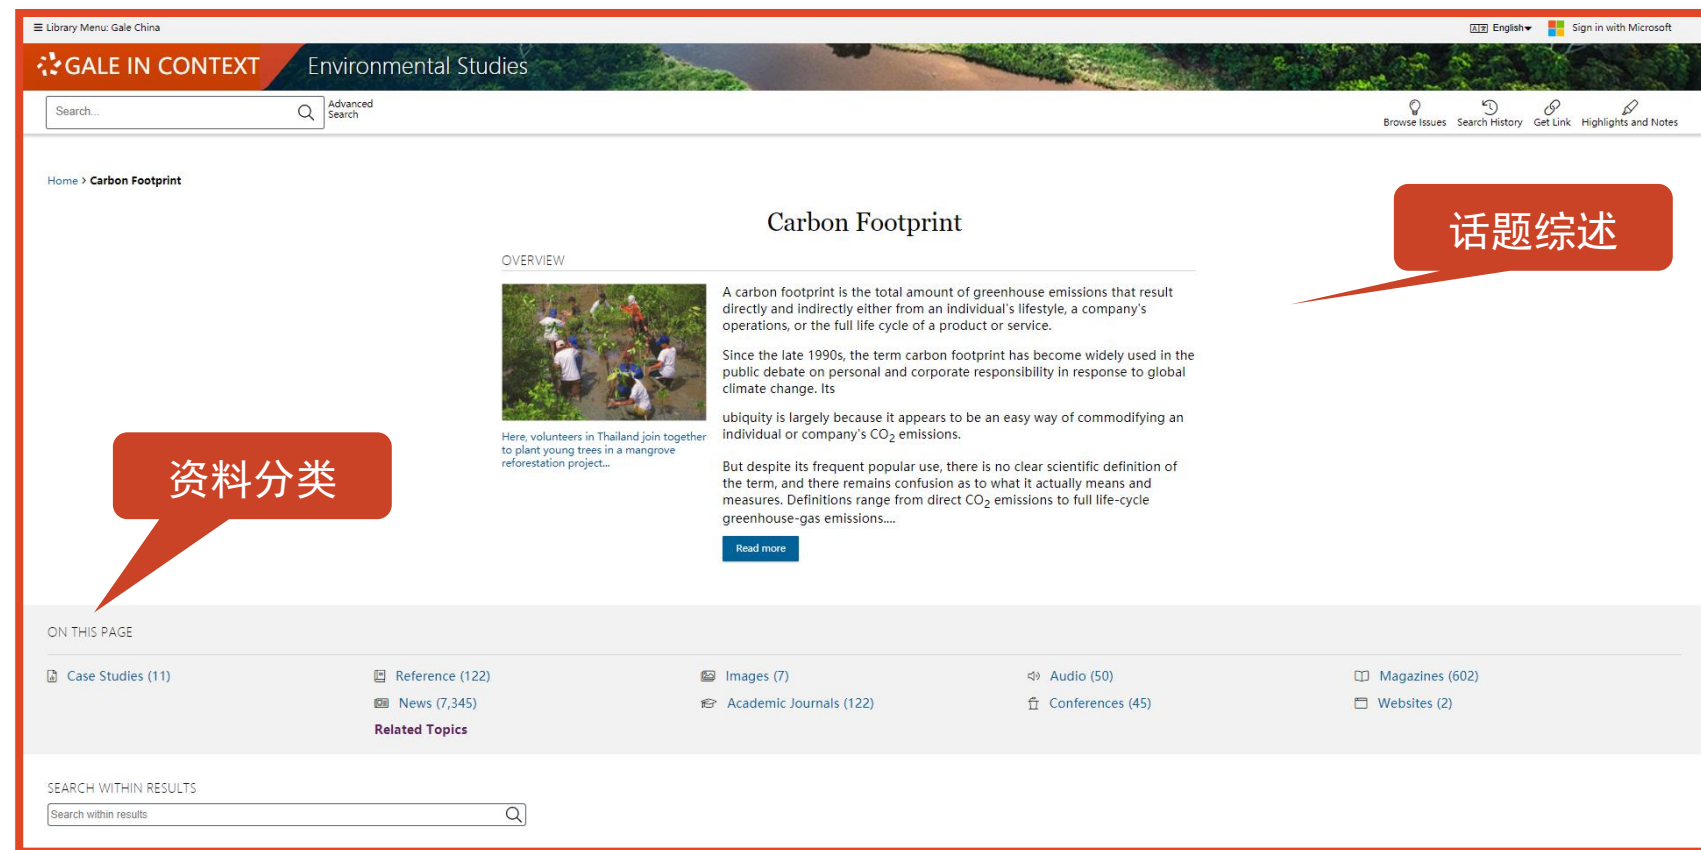 Library Menu: Gale China
English
Sign in with Microsoft
GALE IN CONTEXT
Environmental Studies
Search...
Advanced
Search
Browse Issues
Search History
Get Link
Highlights and Notes
Home > Carbon Footprint
Carbon Footprint
话题综述
OVERVIEW
A carbon footprint is the total amount of greenhouse emissions that result
directly and indirectly either from an individual's lifestyle, a company's
operations, or the full life cycle of a product or service.
Since the late 1990s, the term carbon footprint has become widely used in the
public debate on personal and corporate responsibility in response to global
climate change. Its
ubiquity is largely because it appears to be an easy way of commodifying an
individual or company's CO2 emissions.
But despite its frequent popular use, there is no clear scientific definition of
the term, and there remains confusion as to what it actually means and
measures. Definitions range from direct CO2 emissions to full life-cycle
greenhouse-gas emissions....
Here, volunteers in Thailand join together
to plant young trees in a mangrove
reforestation project...
Read more
资料分类
ON THIS PAGE
Case Studies (11)
Reference (122)
Images (7)
Audio (50)
Magazines (602)
News (7,345)
Academic Journals (122)
Conferences (45)
Websites (2)
Related Topics
SEARCH WITHIN RESULTS
Search within results